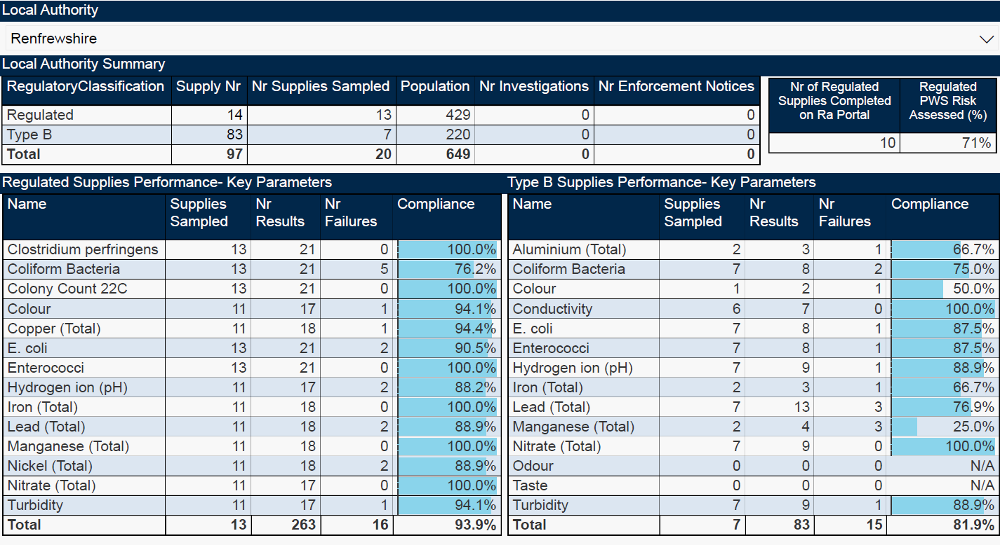 Local Authority
Renfrewshire
Local Authority Summary
RegulatoryClassification Supply Nr Nr Supplies Sampled Population Nr Investigations Nr Enforcement Notices
Regulated 14 13 429 0 0
Type B 83 7 220 0 0
Total 97 20 649 0 0
Nr of Regulated
Supplies Completed
on Ra Portal
Regulated
PWS Risk
Assessed (%)
10 71%
Regulated Supplies Performance- Key Parameters
Name Supplies Sampled Nr Results Nr Failures Compliance
Clostridium perfringens 13 21 0 100.0%
Coliform Bacteria 13 21 5 76.2%
Colony Count 22C 13 21 0 100.0%
Colour 11 17 1 94.1%
Copper (Total) 11 18 1 94.4%
E. coli 13 21 2 90.5%
Enterococci 13 21 0 100.0%
Hydrogen ion (pH) 11 17 2 88.2%
Iron (Total) 11 18 0 100.0%
Lead (Total) 11 18 2 88.9%
Manganese (Total) 11 18 0 100.0%
Nickel (Total) 11 18 2 88.9%
Nitrate (Total) 11 17 0 100.0%
Turbidity 11 17 1 94.1%
Total 13 263 16 93.9%
Type B Supplies Performance- Key Parameters
Name Supplies Sampled Nr Results Nr Failures Compliance
Aluminium (Total) 2 3 1 66.7%
Coliform Bacteria 7 8 2 75.0%
Colour 1 2 1 50.0%
Conductivity 6 7 0 100.0%
E. coli 7 8 1 87.5%
Enterococci 7 8 1 87.5%
Hydrogen ion (pH) 7 9 1 88.9%
Iron (Total) 2 3 1 66.7%
Lead (Total) 7 13 3 76.9%
Manganese (Total) 2 4 3 25.0%
Nitrate (Total) 7 9 0 100.0%
Odour 0 0 0 N/A
Taste 0 0 0 N/A
Turbidity 7 9 1 88.9%
Total 7 83 15 81.9%